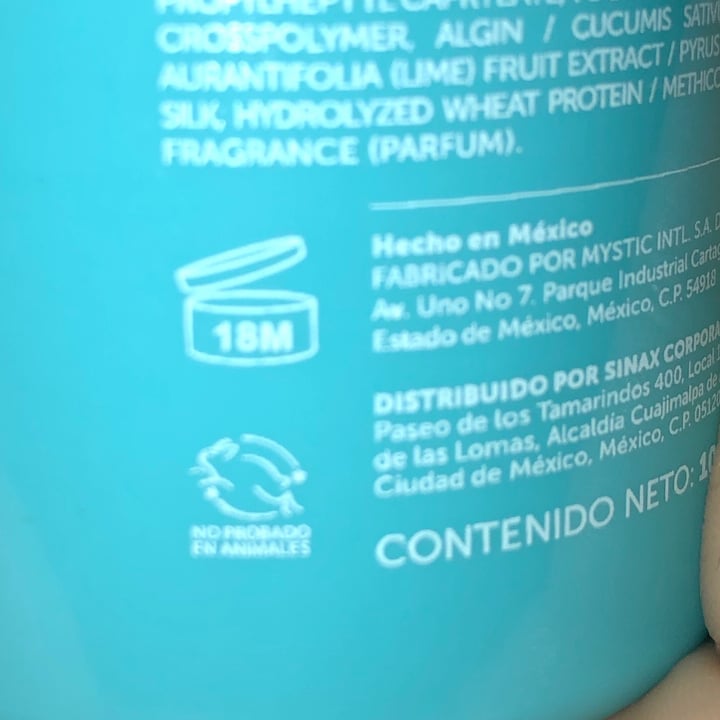 PROPYLHEPTYL CAPRYLATE,
CROSSPOLYMER, ALGIN / CUCUMIS
AURANTIFOLIA (LIME) FRUIT EXTRACT / PYRUS
SILK, HYDROLYZED WHEAT PROTEIN /
FRAGRANCE (PARFUM).
18M
Hecho en México
FABRICADO POR MYSTIC INTL. S.A.
Av. Uno No 7. Parque Industrial
Estado de México, México, C.P. 54918
DISTRIBUIDO POR SINAX
Paseo de los Tamarindos 400, Local
de las Lomas, Alcaldía Cuajimalpa de
Ciudad de México, México, C.P.
NO PROBADO
EN ANIMALES
CONTENIDO NETO: